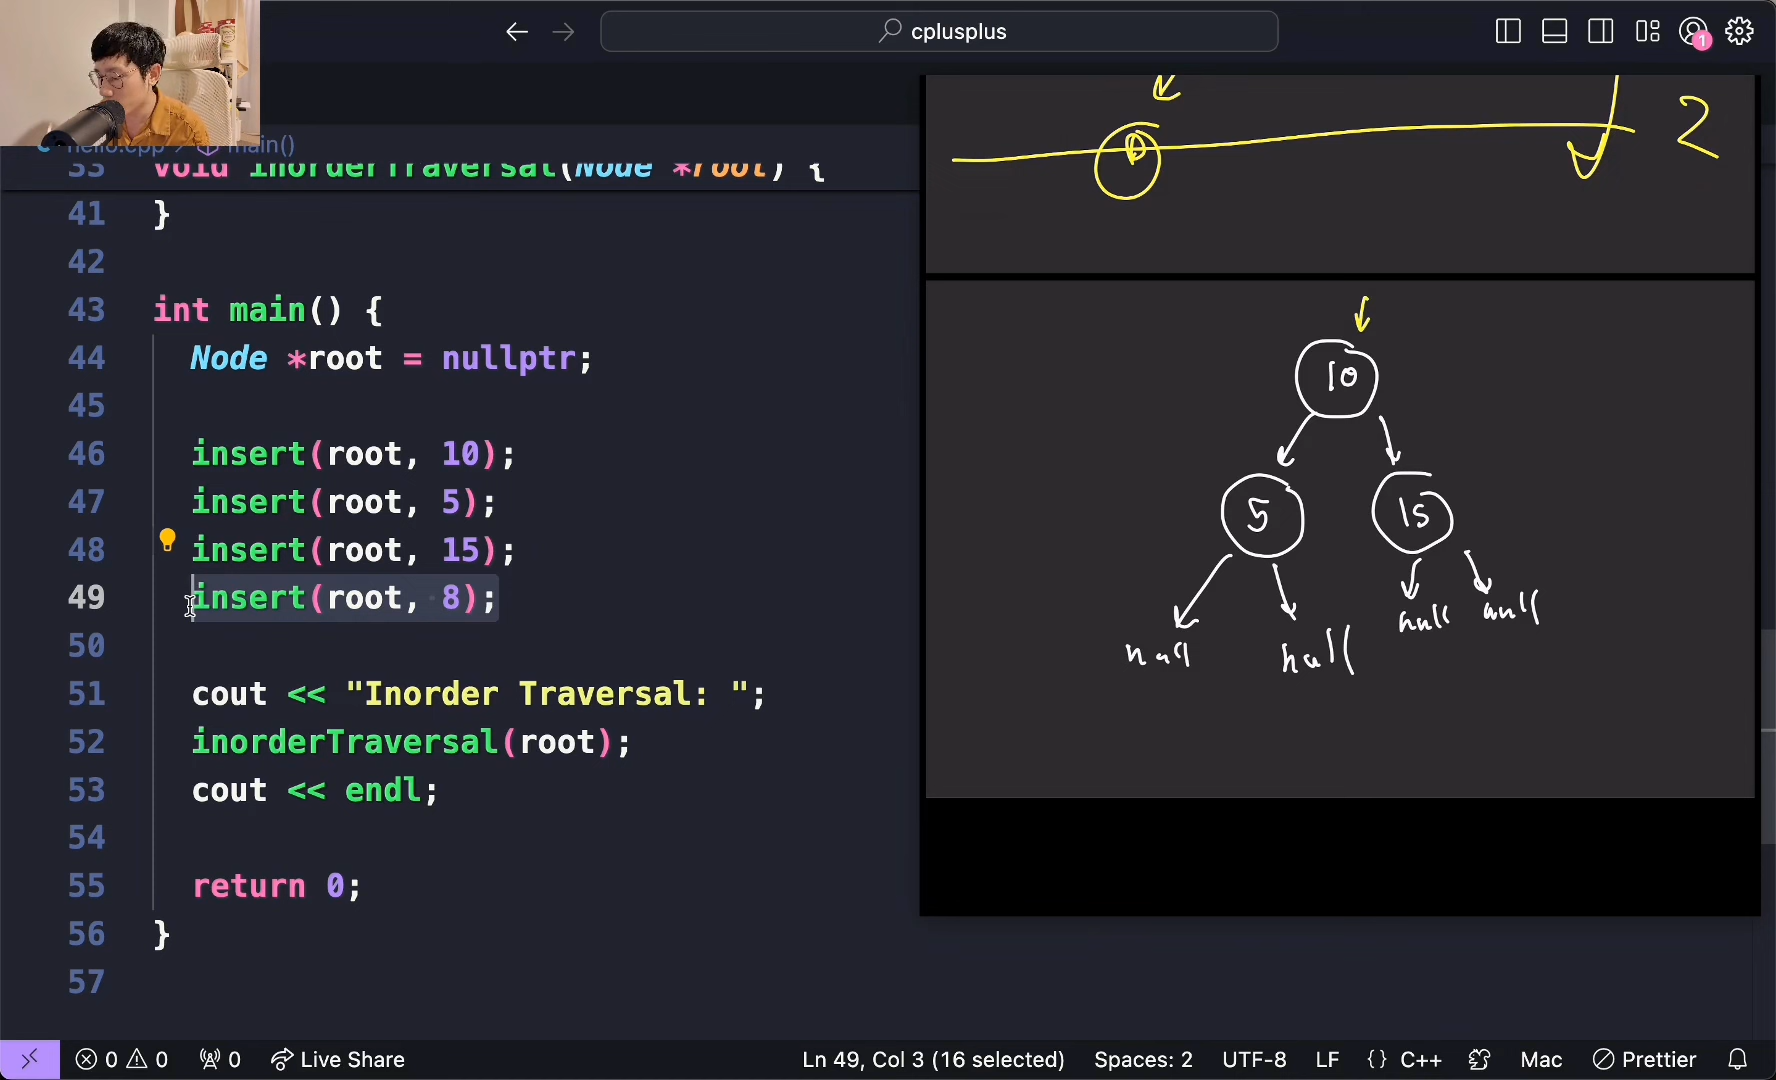 cplusplus
1
hello.cpp main()
33 void inorderTraversal(Node *root) {
41 }
42
43 int main() {
44 Node *root = nullptr;
45
46 insert(root, 10);
47 insert(root, 5);
48 insert(root, 15);
49 insert(root, 8);
50
51 cout << "Inorder Traversal: ";
52 inorderTraversal(root);
53 cout << endl;
54
55 return 0;
56 }
57
2
10
5 15
null null null null
0 0 0 Live Share Ln 49, Col 3 (16 selected) Spaces: 2 UTF-8 LF {} C++ Mac Prettier